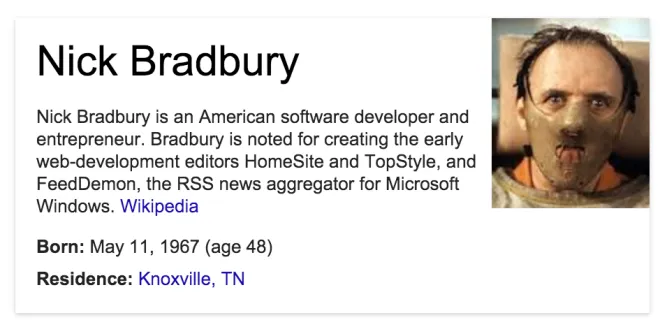 Nick Bradbury
Nick Bradbury is an American software developer and
entrepreneur. Bradbury is noted for creating the early
web-development editors HomeSite and TopStyle, and
FeedDemon, the RSS news aggregator for Microsoft
Windows. Wikipedia
Born: May 11, 1967 (age 48)
Residence: Knoxville, TN